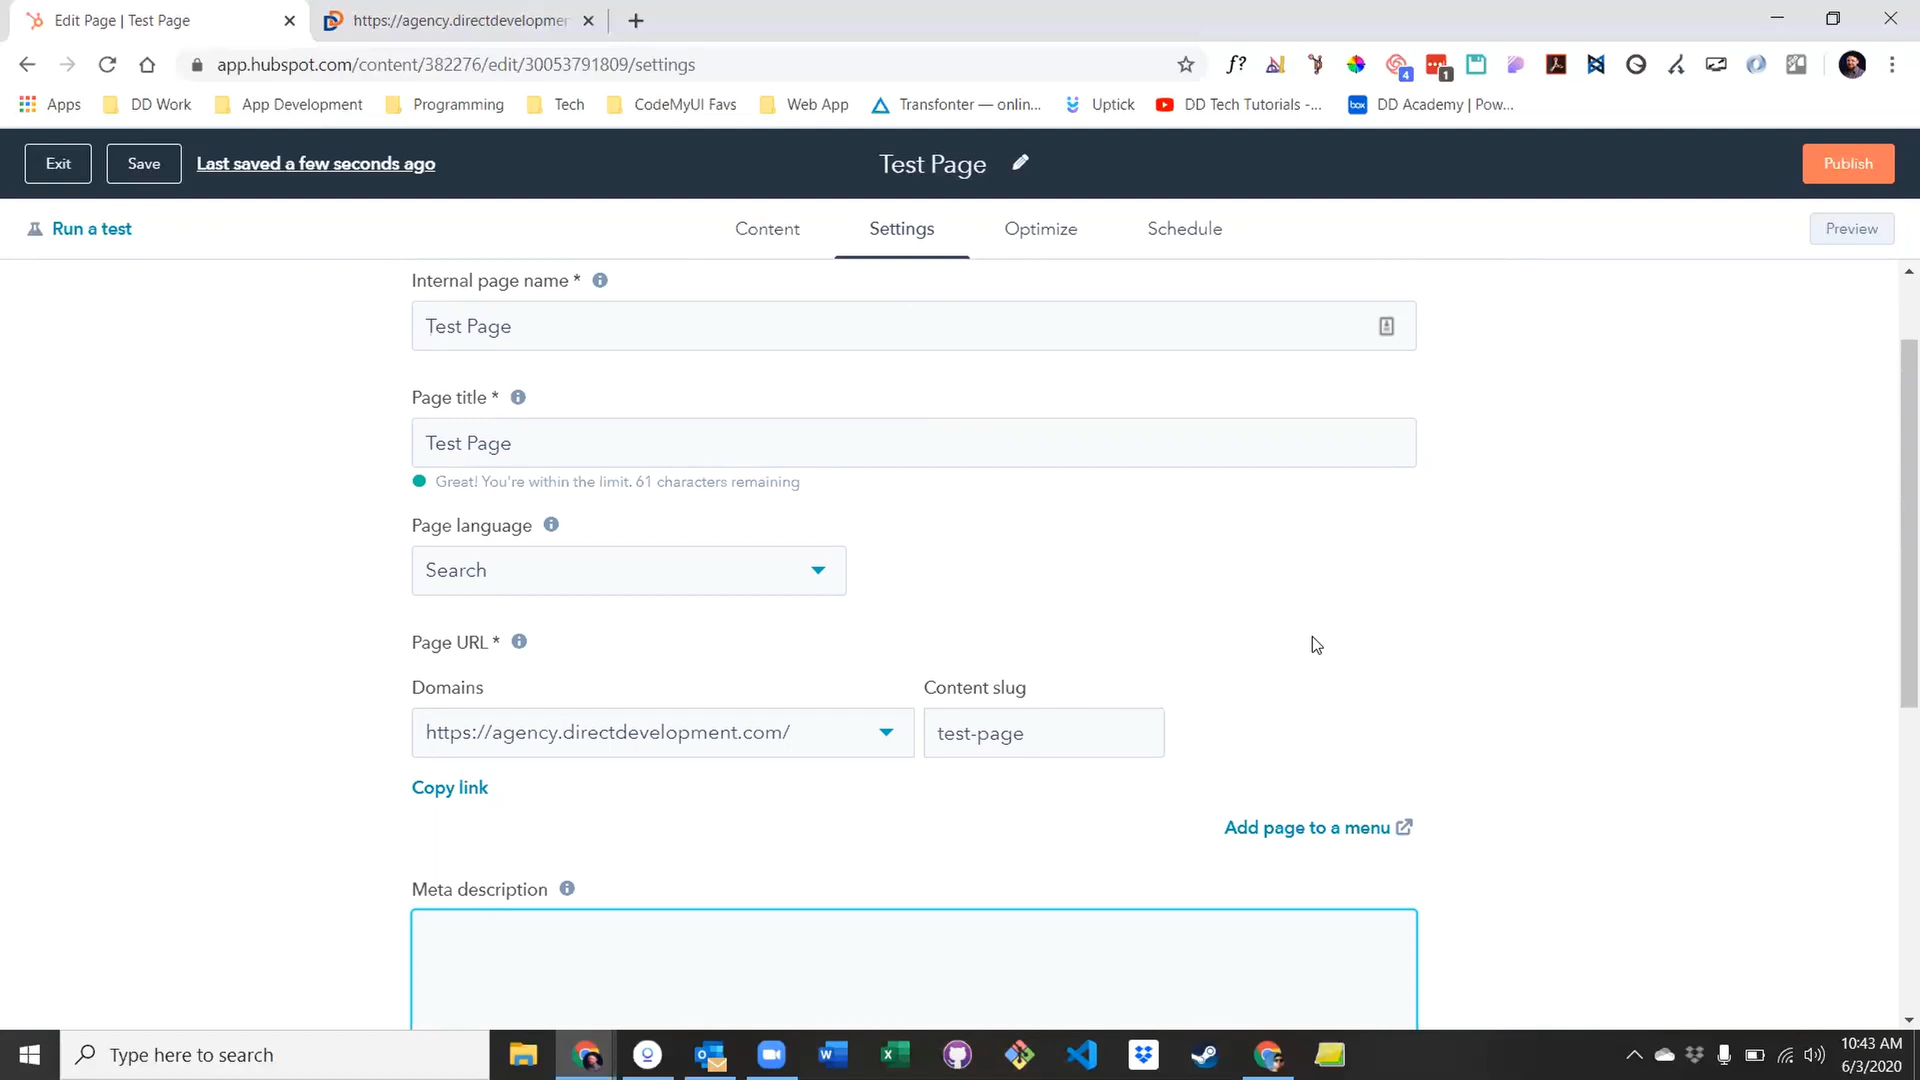 Edit Page | Test Page
https://agency.directdevelopmen
app.hubspot.com/content/382276/edit/30053791809/settings
f?
4
1
Apps
DD Work
App Development
Programming
Tech
CodeMyUI Favs
Web App
Transfonter — onlin...
Uptick
DD Tech Tutorials -...
box
DD Academy | Pow...
Exit
Save
Last saved a few seconds ago
Test Page
Publish
Run a test
Content
Settings
Optimize
Schedule
Preview
Internal page name *
Test Page
Page title *
Test Page
Great! You're within the limit. 61 characters remaining
Page language
Search
Page URL *
Domains
Content slug
https://agency.directdevelopment.com/
test-page
Copy link
Add page to a menu
Meta description
Type here to search
10:43 AM
6/3/2020